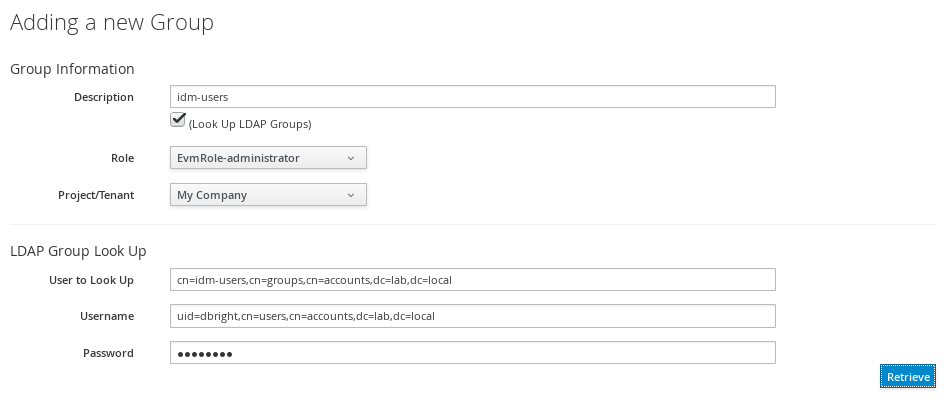 Adding a new Group
Group Information
Description idm-users
(Look Up LDAP Groups)
Role EvmRole-administrator
Project/Tenant My Company
LDAP Group Look Up
User to Look Up cn=idm-users,cn=groups,cn=accounts,dc=lab,dc=local
Username uid=dbright,cn=users,cn=accounts,dc=lab,dc=local
Password ●●●●●●●●
Retrieve